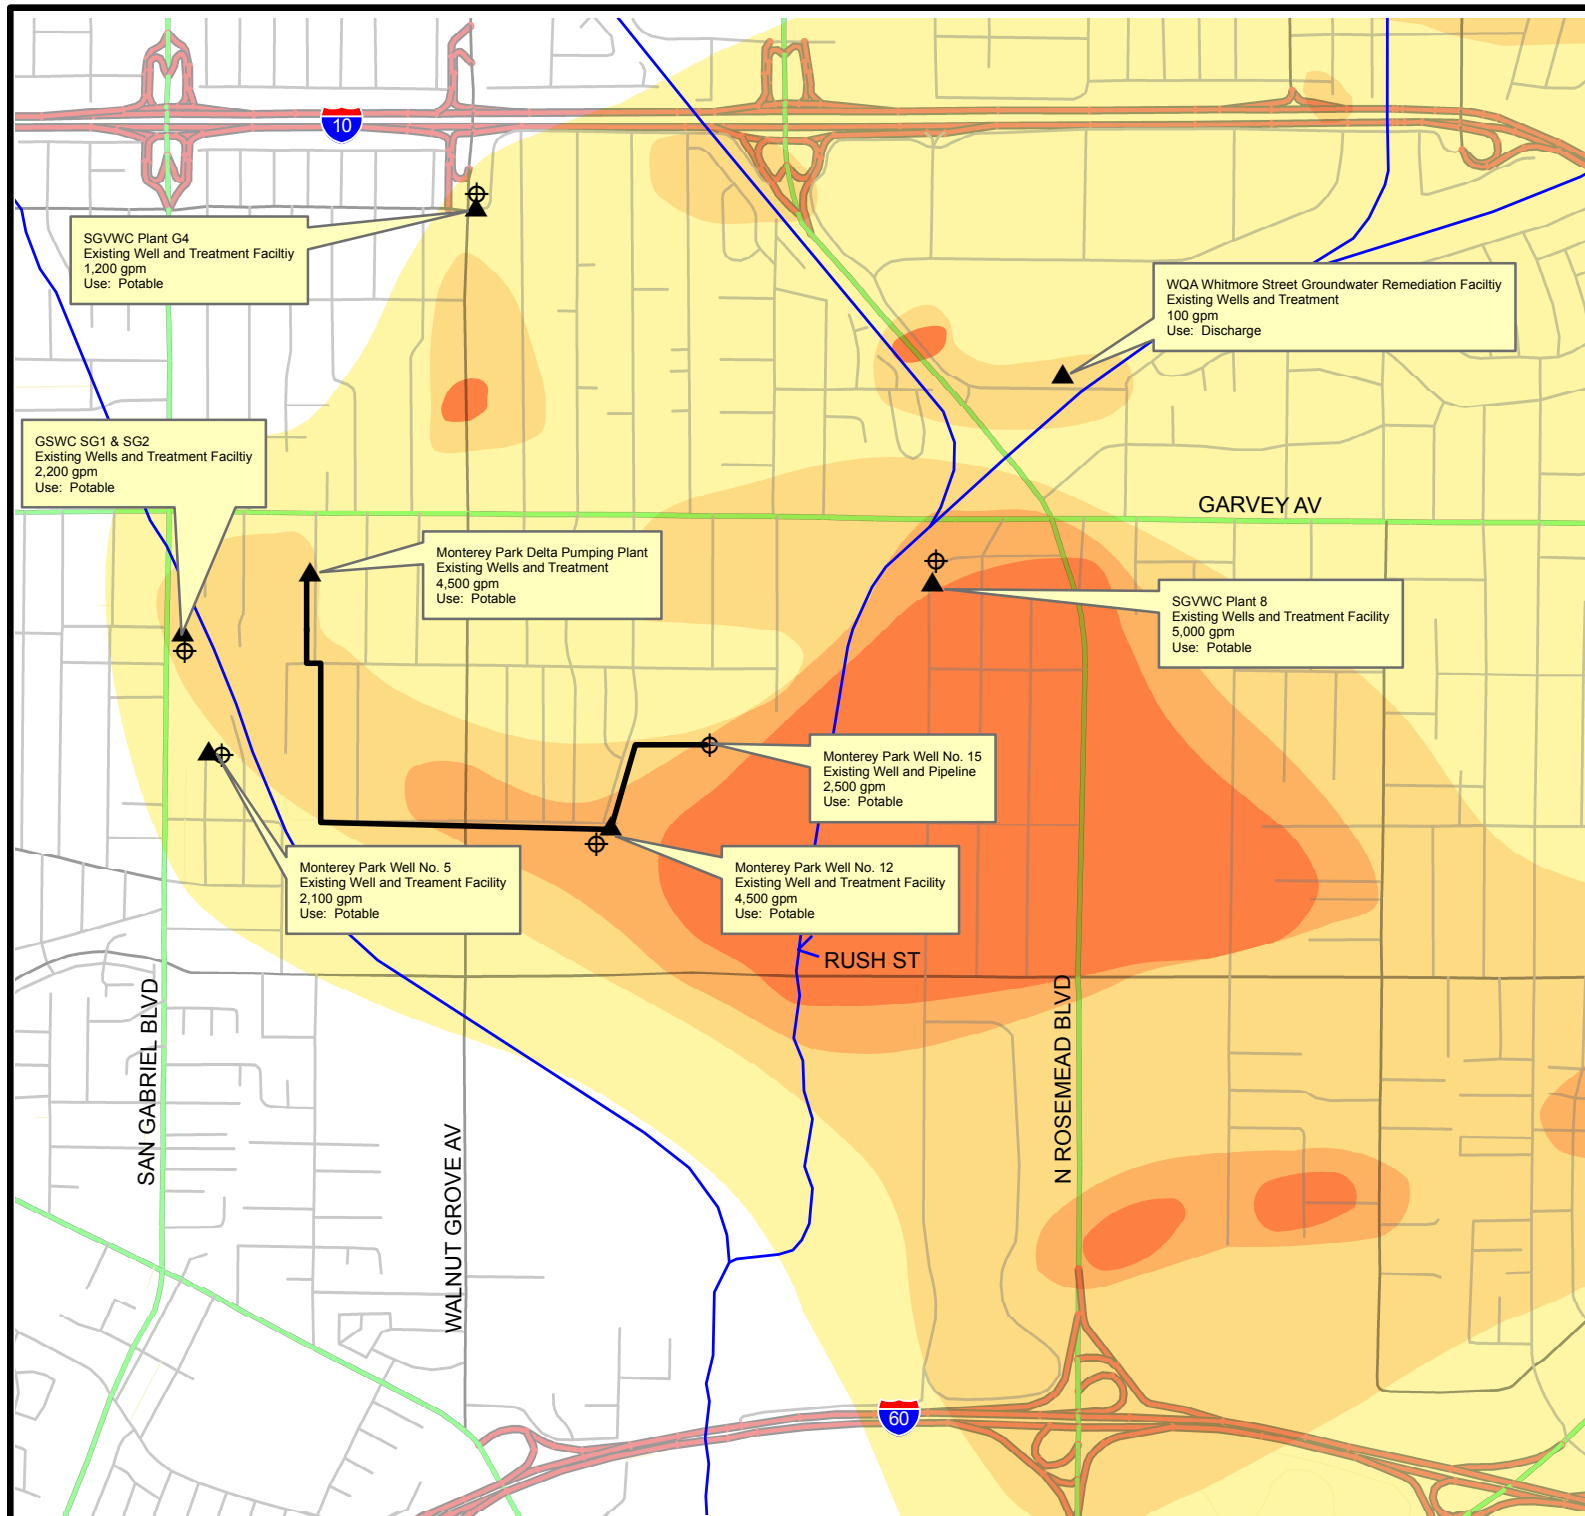 10
SGVWC Plant G4
Existing Well and Treatment Faciltiy
1,200 gpm
Use: Potable
WQA Whitmore Street Groundwater Remediation Faciltiy
Existing Wells and Treatment
100 gpm
Use: Discharge
GSWC SG1 & SG2
Existing Wells and Treatment Faciltiy
2,200 gpm
Use: Potable
GARVEY AV
Monterey Park Delta Pumping Plant
Existing Wells and Treatment
4,500 gpm
Use: Potable
SGVWC Plant 8
Existing Wells and Treatment Facility
5,000 gpm
Use: Potable
Monterey Park Well No. 15
Existing Well and Pipeline
2,500 gpm
Use: Potable
Monterey Park Well No. 5
Existing Well and Treament Facility
2,100 gpm
Use: Potable
Monterey Park Well No. 12
Existing Well and Treatment Facility
4,500 gpm
Use: Potable
RUSH ST
SAN GABRIEL BLVD
WALNUT GROVE AV
N ROSEMEAD BLVD
60